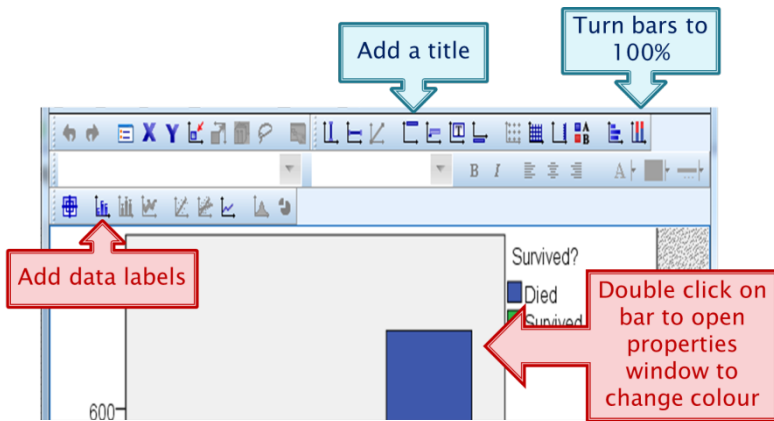 Add a title
Turn bars to
100%
X Y
A
B
B I
A
Add data labels
Survived?
Died
Survived
Double click on
bar to open
properties
window to
change colour
600